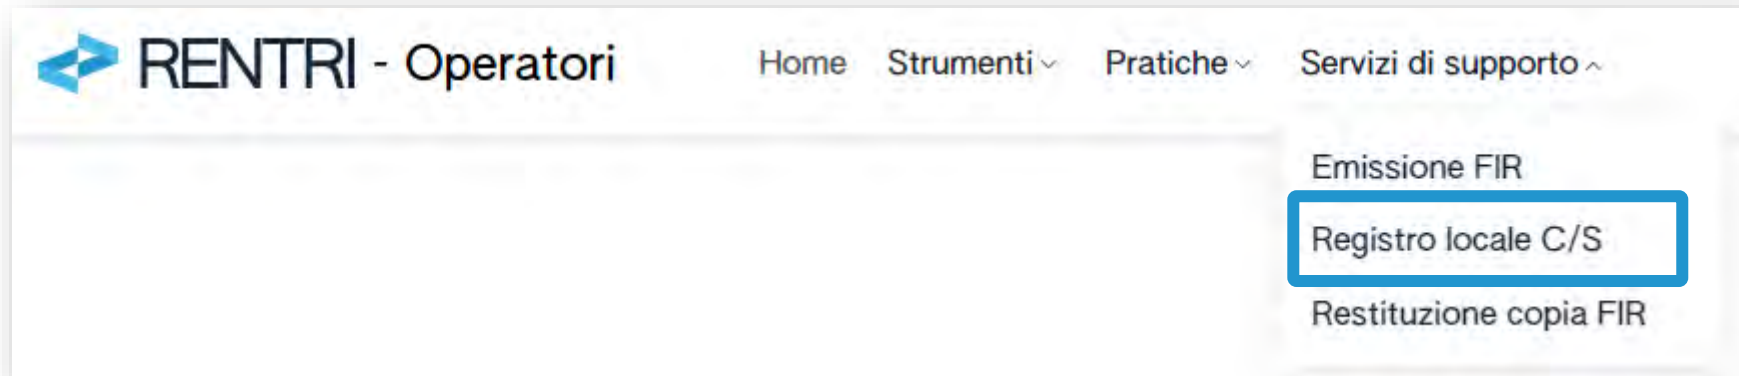 RENTRI - Operatori Home Strumenti Pratiche Servizi di supporto
Emissione FIR
Registro locale C/S
Restituzione copia FIR